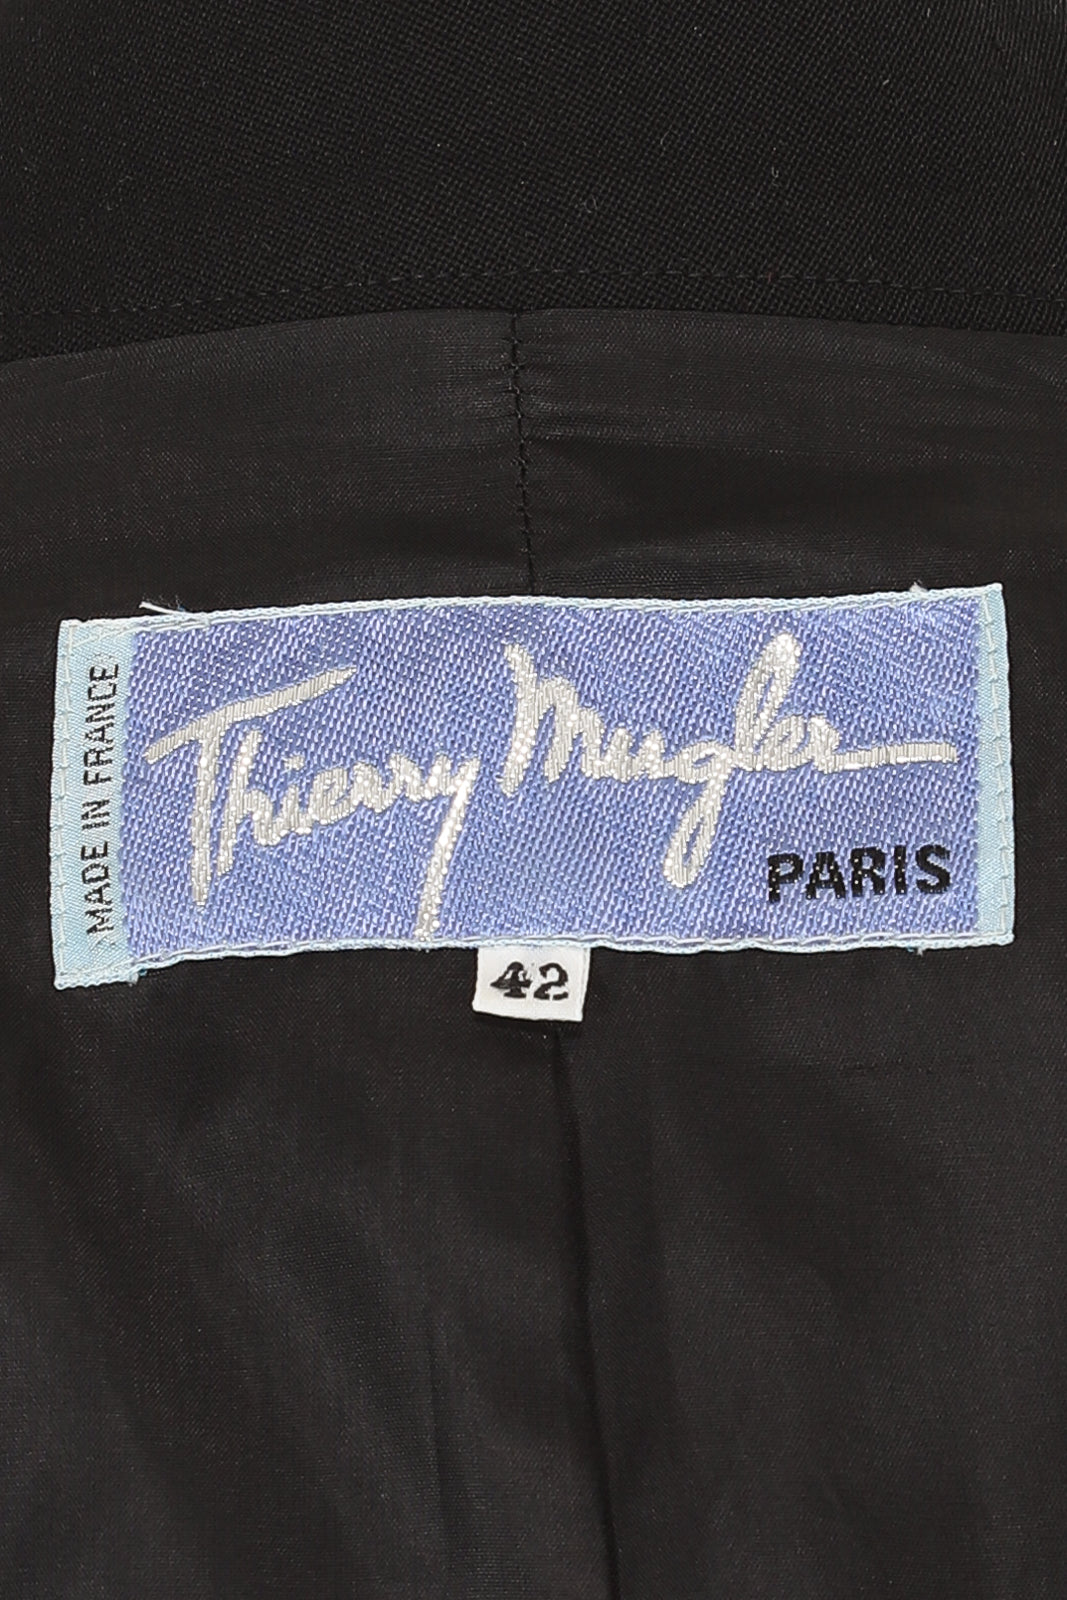 MADE IN FRANCE
Thierry Mugler
PARIS
42